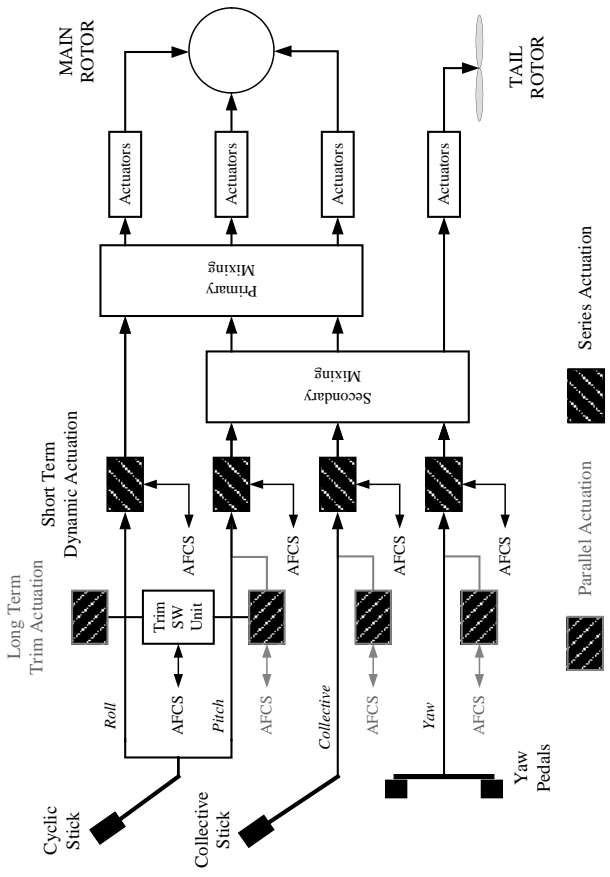 Cyclic
Stick
Collective
Stick
Yaw
Pedals
Roll
Pitch
Collective
Yaw
Long Term
Trim Actuation
Trim
SW
Unit
AFCS
AFCS
AFCS
AFCS
Short Term
Dynamic Actuation
AFCS
AFCS
AFCS
AFCS
Secondary
Mixing
Primary
Mixing
Actuators
Actuators
Actuators
Actuators
MAIN
ROTOR
TAIL
ROTOR
Parallel Actuation
Series Actuation